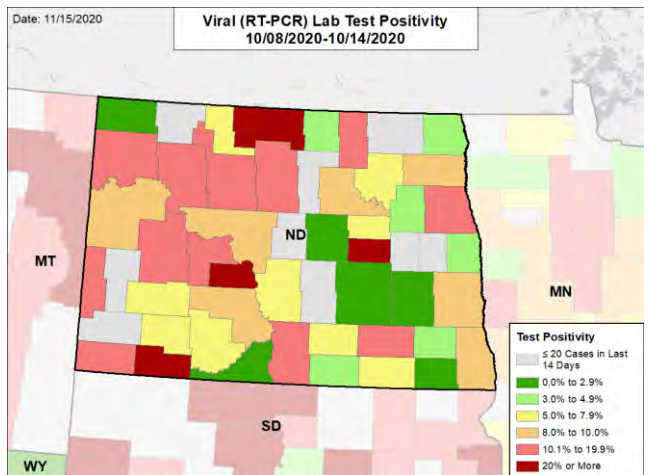 Date: 11/15/2020
Viral (RT-PCR) Lab Test Positivity
10/08/2020-10/14/2020
ND
MT
MN
SD
WY
Test Positivity
≤ 20 Cases in Last
14 Days
0.0% to 2.9%
3.0% to 4.9%
5.0% to 7.9%
8.0% to 10.0%
10.1% to 19.9%
20% or More